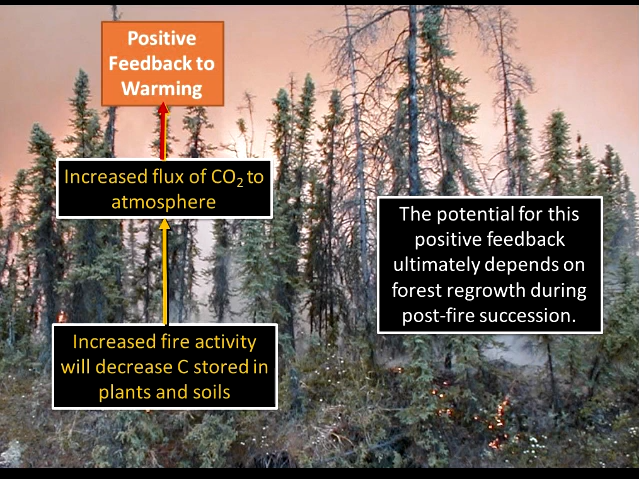 Positive
Feedback to
Warming
Increased flux of CO₂ to
atmosphere
Increased fire activity
will decrease C stored in
plants and soils
The potential for this
positive feedback
ultimately depends on
forest regrowth during
post-fire succession.